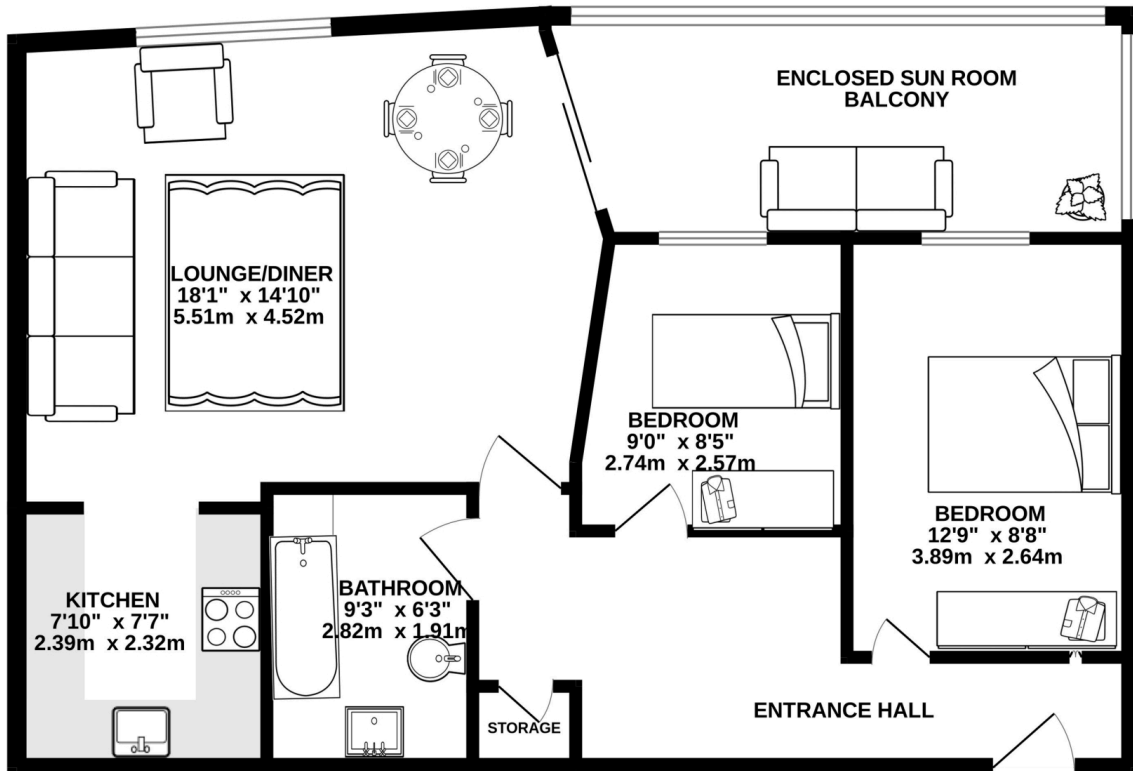 ENCLOSED SUN ROOM
BALCONY
LOUNGE/DINER
18'1" x 14'10"
5.51m x 4.52m
BEDROOM
9'0" x 8'5"
2.74m x 2.57m
BEDROOM
12'9" x 8'8"
3.89m x 2.64m
KITCHEN
7'10" x 7'7"
2.39m x 2.32m
BATHROOM
9'3" x 6'3"
2.82m x 1.91m
STORAGE
ENTRANCE HALL